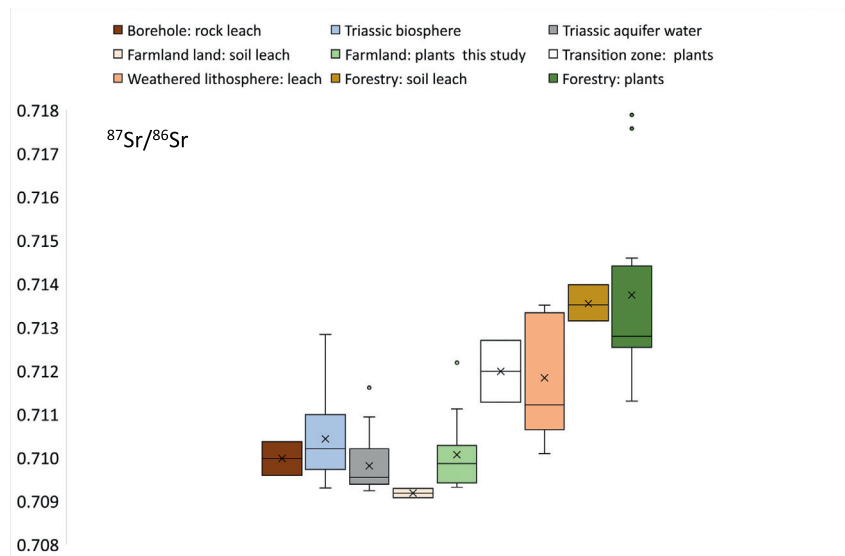 Borehole: rock leach Triassic biosphere Triassic aquifer water
Farmland land: soil leach Farmland: plants this study Transition zone: plants
Weathered lithosphere: leach Forestry: soil leach Forestry: plants
0.718
⁸⁷Sr/⁸⁶Sr
0.717
0.716
0.715
0.714
0.713
0.712
0.711
0.710
0.709
0.708